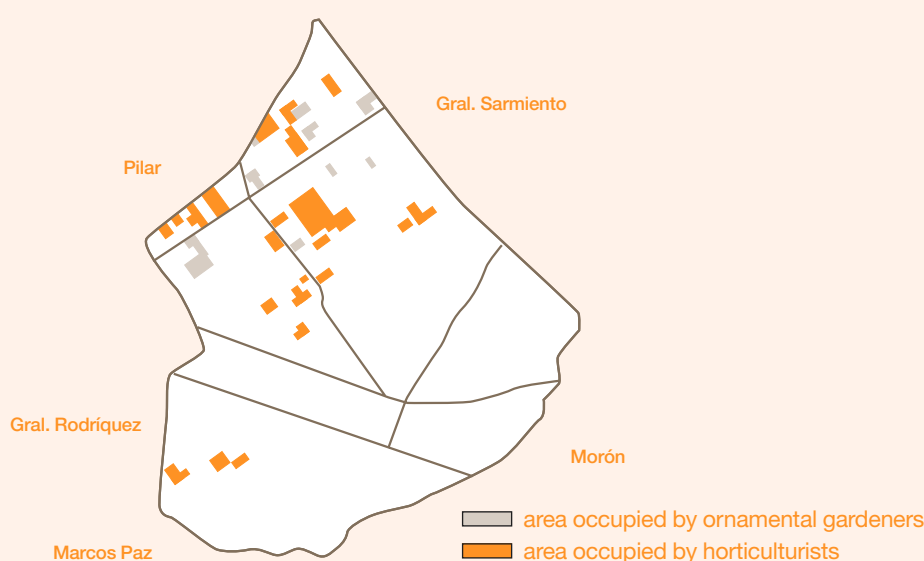 Gral. Sarmiento
Pilar
Gral. Rodríquez
Morón
area occupied by ornamental gardeners
area occupied by horticulturists
Marcos Paz